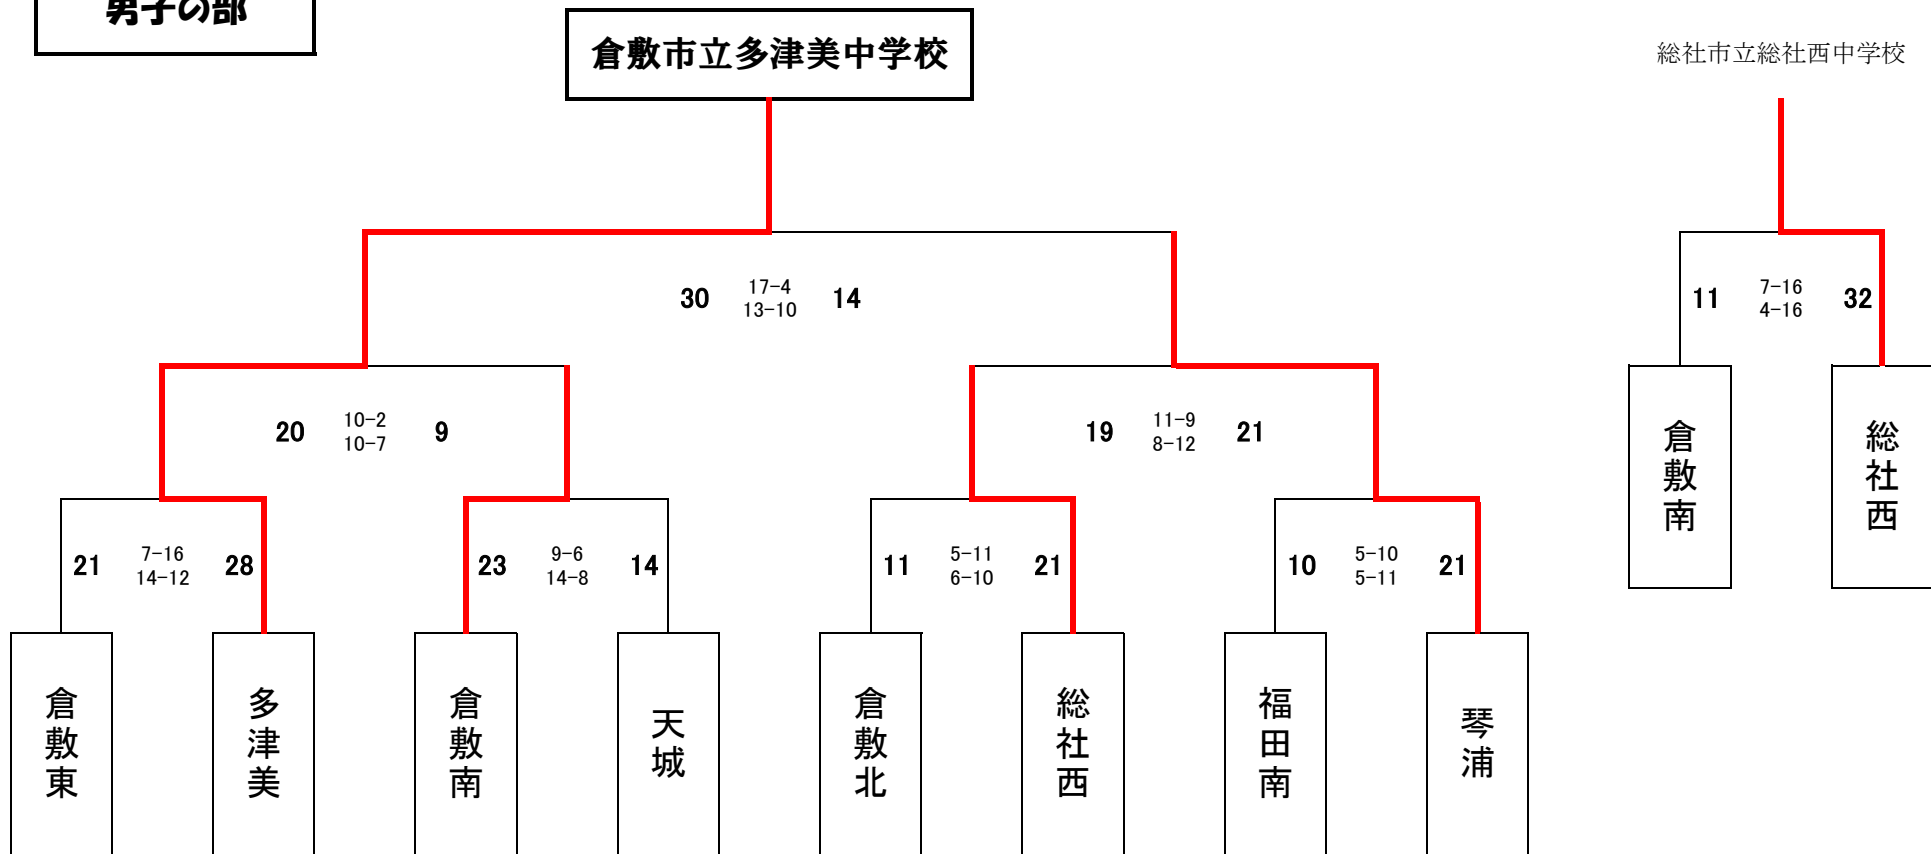 男子の部
倉敷市立多津美中学校
総社市立総社西中学校
30 17-4 14
13-10
11 7-16 32
4-16
20 10-2 9
10-7
19 11-9 21
8-12
倉敷南
総社西
21 7-16 28
14-12
23 9-6 14
14-8
11 5-11 21
6-10
10 5-10 21
5-11
倉敷東
多津美
倉敷南
天城
倉敷北
総社西
福田南
琴浦